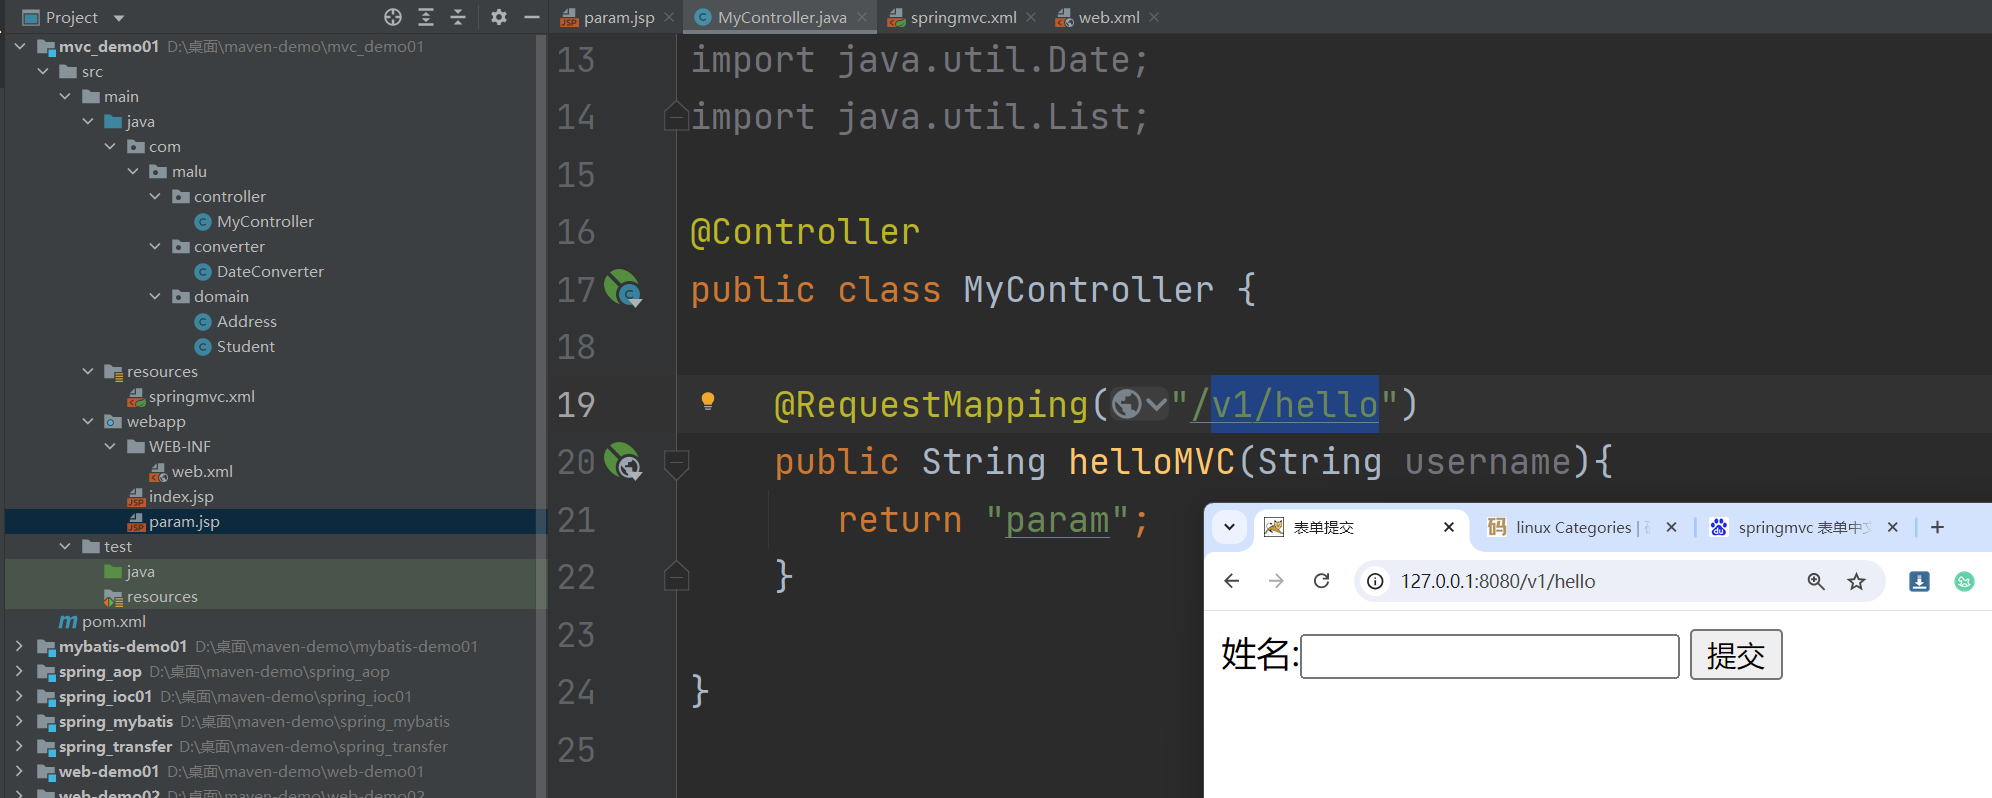 Project
mvc_demo01 D:\桌面\maven-demo\mvc_demo01
src
main
java
com
malu
controller
MyController
converter
DateConverter
domain
Address
Student
resources
springmvc.xml
webapp
WEB-INF
web.xml
index.jsp
param.jsp
test
java
resources
pom.xml
mybatis-demo01 D:\桌面\maven-demo\mybatis-demo01
spring_aop D:\桌面\maven-demo\spring_aop
spring_ioc01 D:\桌面\maven-demo\spring_ioc01
spring_mybatis D:\桌面\maven-demo\spring_mybatis
spring_transfer D:\桌面\maven-demo\spring_transfer
web-demo01 D:\桌面\maven-demo\web-demo01
web-demo02 D:\桌面\maven-demo\web-demo02
param.jsp MyController.java springmvc.xml web.xml
13 import java.util.Date;
14 import java.util.List;
15
16 @Controller
17 public class MyController {
18
19 @RequestMapping("/v1/hello")
20 public String helloMVC(String username){
21 return "param";
22 }
23
24 }
25
表单提交 linux Categories | springmvc 表单中
127.0.0.1:8080/v1/hello
姓名: 提交